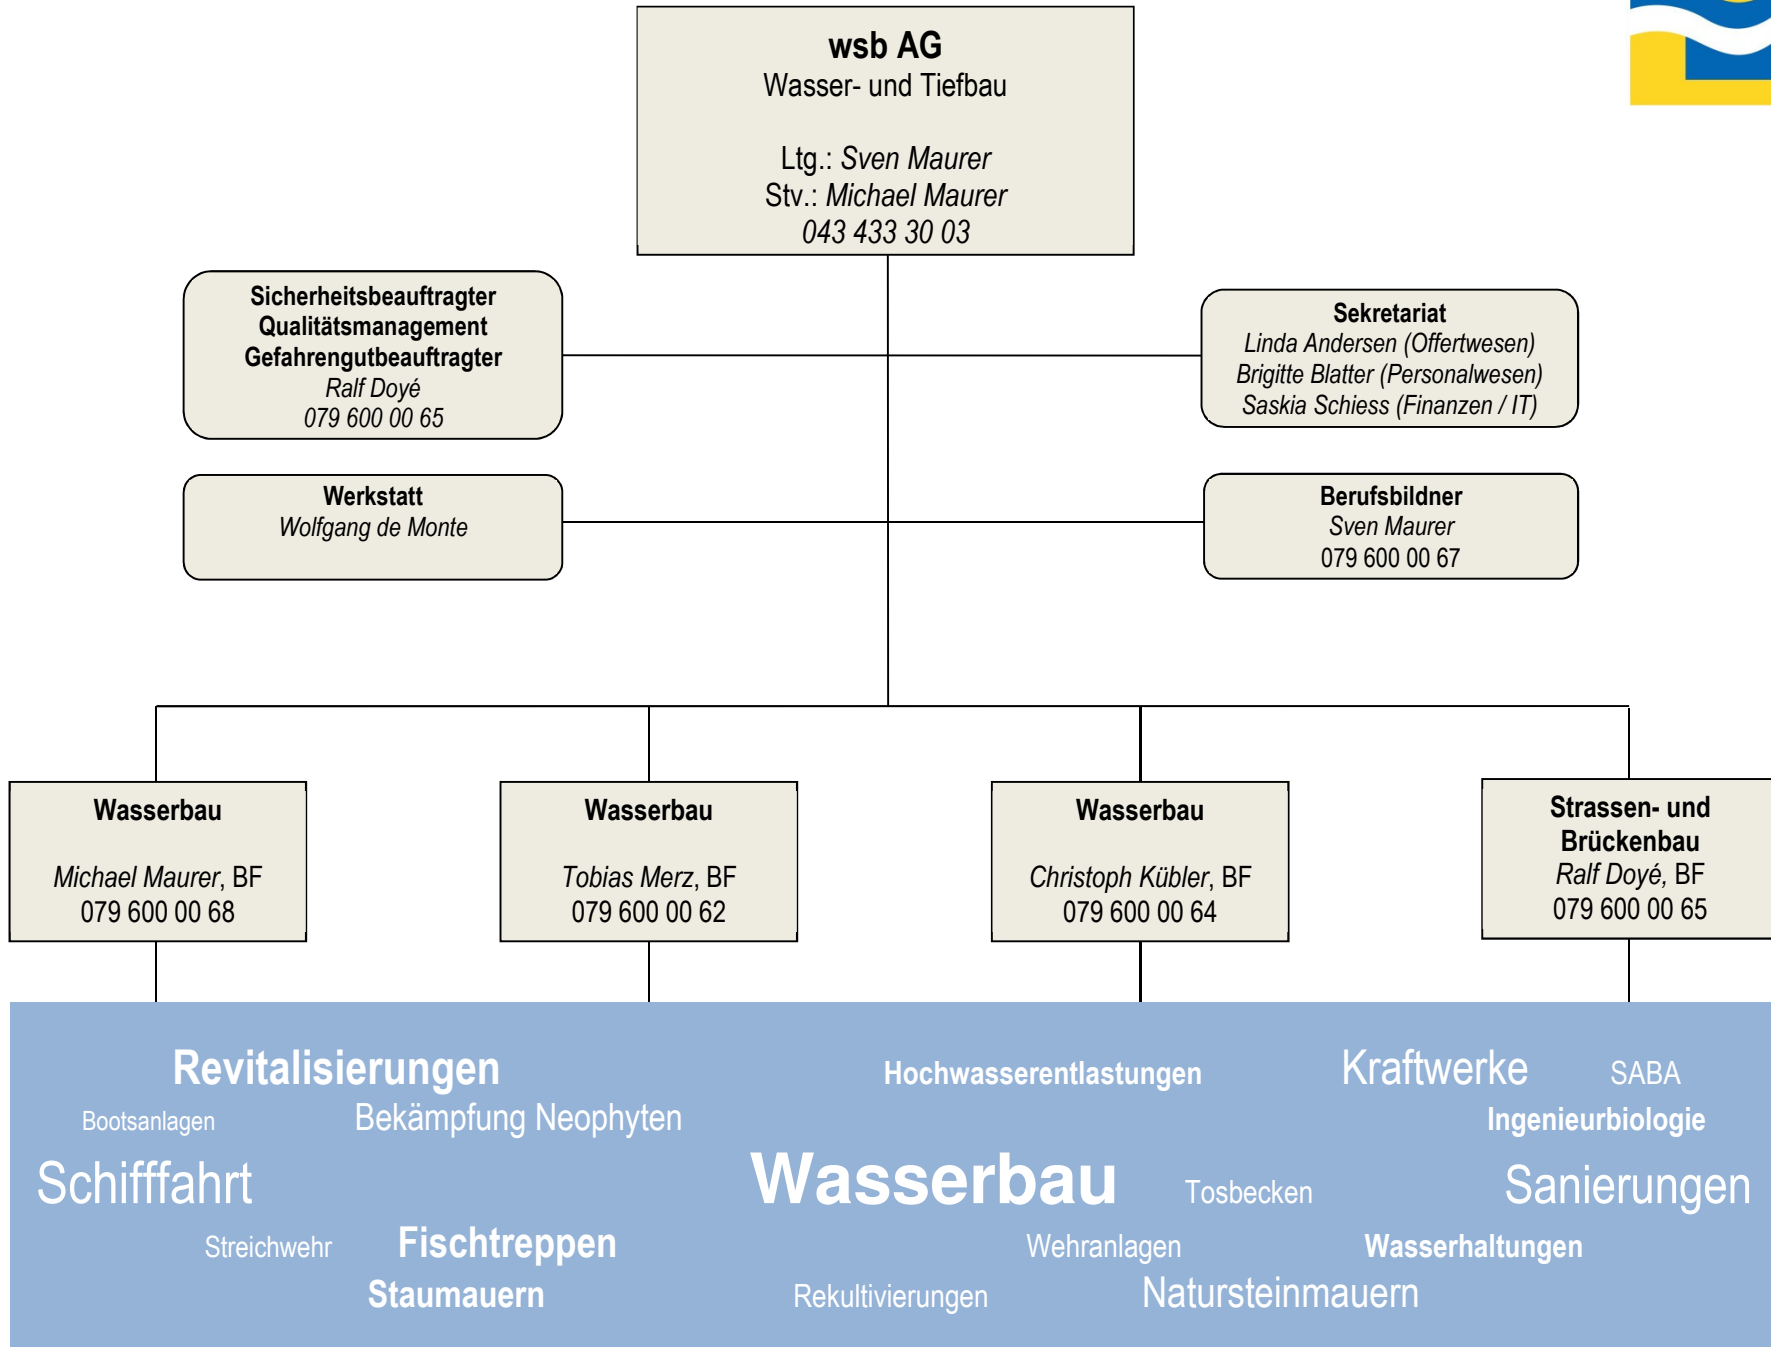 wsb AG
Wasser- und Tiefbau
Ltg.: Sven Maurer
Stv.: Michael Maurer
043 433 30 03
Sicherheitsbeauftragter
Qualitätsmanagement
Gefahrengutbeauftragter
Ralf Doyé
079 600 00 65
Sekretariat
Linda Andersen (Offertwesen)
Brigitte Blatter (Personalwesen)
Saskia Schiess (Finanzen / IT)
Werkstatt
Wolfgang de Monte
Berufsbildner
Sven Maurer
079 600 00 67
Wasserbau
Michael Maurer, BF
079 600 00 68
Wasserbau
Tobias Merz, BF
079 600 00 62
Wasserbau
Christoph Kübler, BF
079 600 00 64
Strassen- und
Brückenbau
Ralf Doyé, BF
079 600 00 65
Revitalisierungen
Hochwasserentlastungen
Kraftwerke
SABA
Bootsanlagen
Bekämpfung Neophyten
Ingenieurbiologie
Schifffahrt
Wasserbau
Tosbecken
Sanierungen
Streichwehr
Fischtreppen
Wehranlagen
Wasserhaltungen
Staumauern
Rekultivierungen
Natursteinmauern